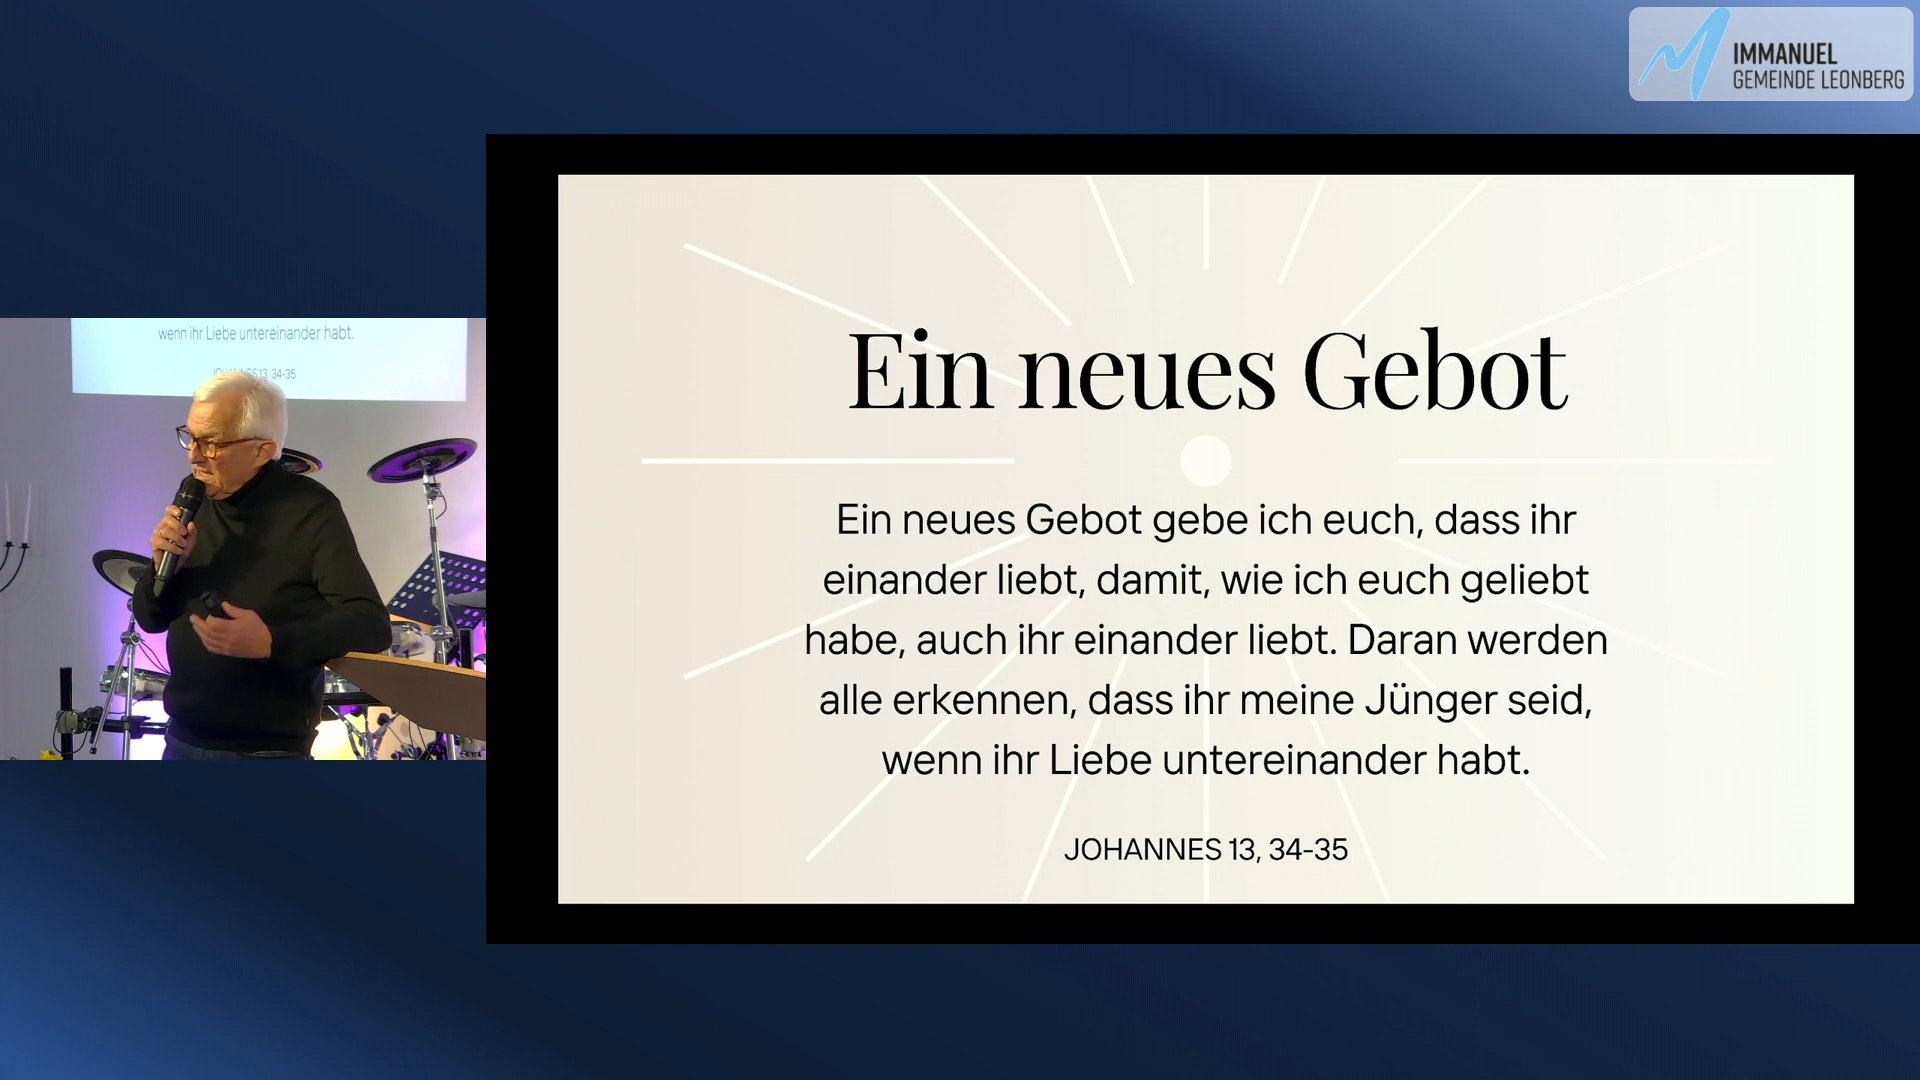 IMMANUEL
GEMEINDE LEONBERG
wenn ihr Liebe untereinander habt.
Ein neues Gebot
Ein neues Gebot gebe ich euch, dass ihr
einander liebt, damit, wie ich euch geliebt
habe, auch ihr einander liebt. Daran werden
alle erkennen, dass ihr meine Jünger seid,
wenn ihr Liebe untereinander habt.
JOHANNES 13, 34-35